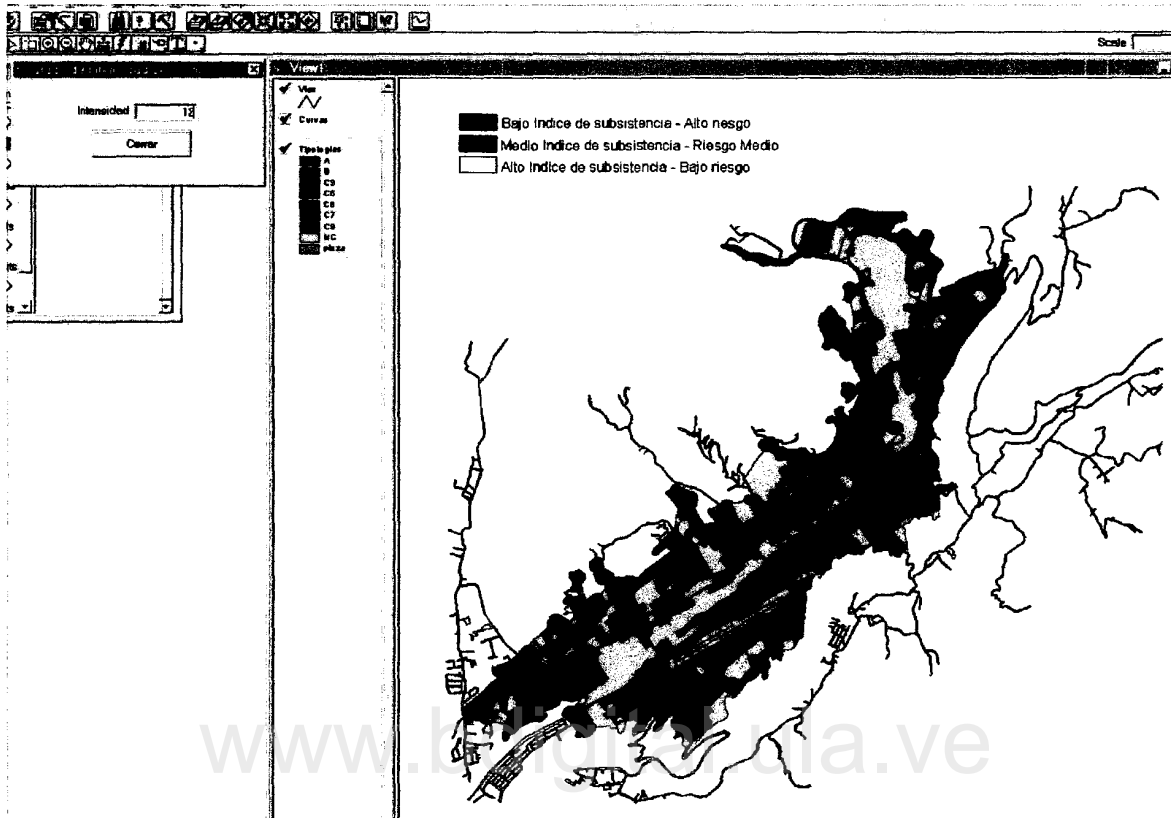 Scale
View1
Intensidad 12
Cerrar
Vias
Curvas
Tipologias
A
B
C3
C5
C6
C7
C9
NC
plaza
Bajo Indice de subsistencia - Alto riesgo
Medio Indice de subsistencia - Riesgo Medio
Alto Indice de subsistencia - Bajo riesgo
www.bdigital.ula.ve